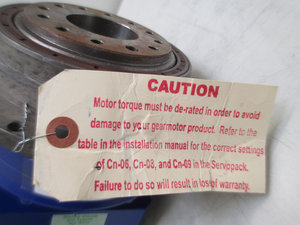 CAUTION
Motor torque must be de-rated in order to avoid
damage to your gearmotor product. Refer to the
table in the installation manual for the correct settings
of Cn-06, Cn-08, and Cn-09 in the Servopack.
Failure to do so will result in loss of warranty.